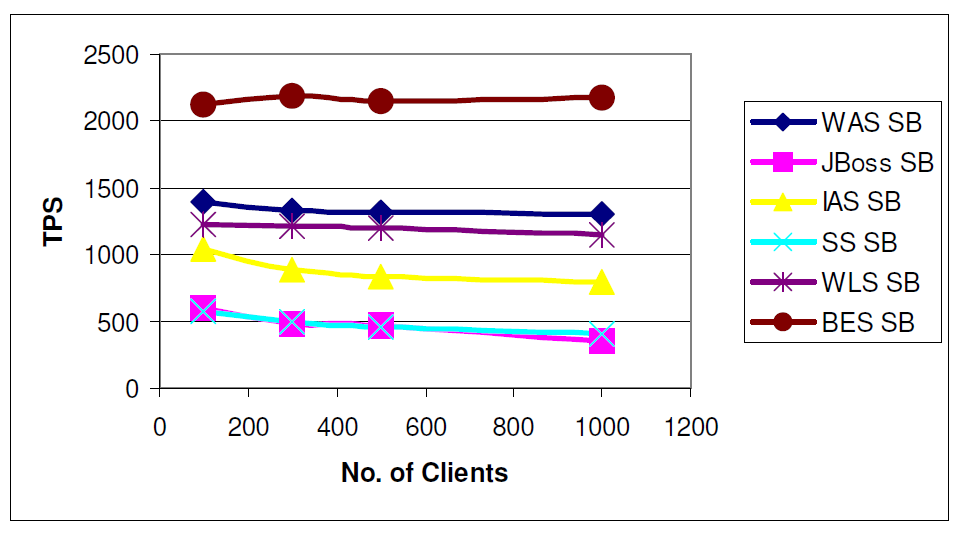 2500
2000
1500
1000
500
0
TPS
0 200 400 600 800 1000 1200
No. of Clients
WAS SB
JBoss SB
IAS SB
SS SB
WLS SB
BES SB